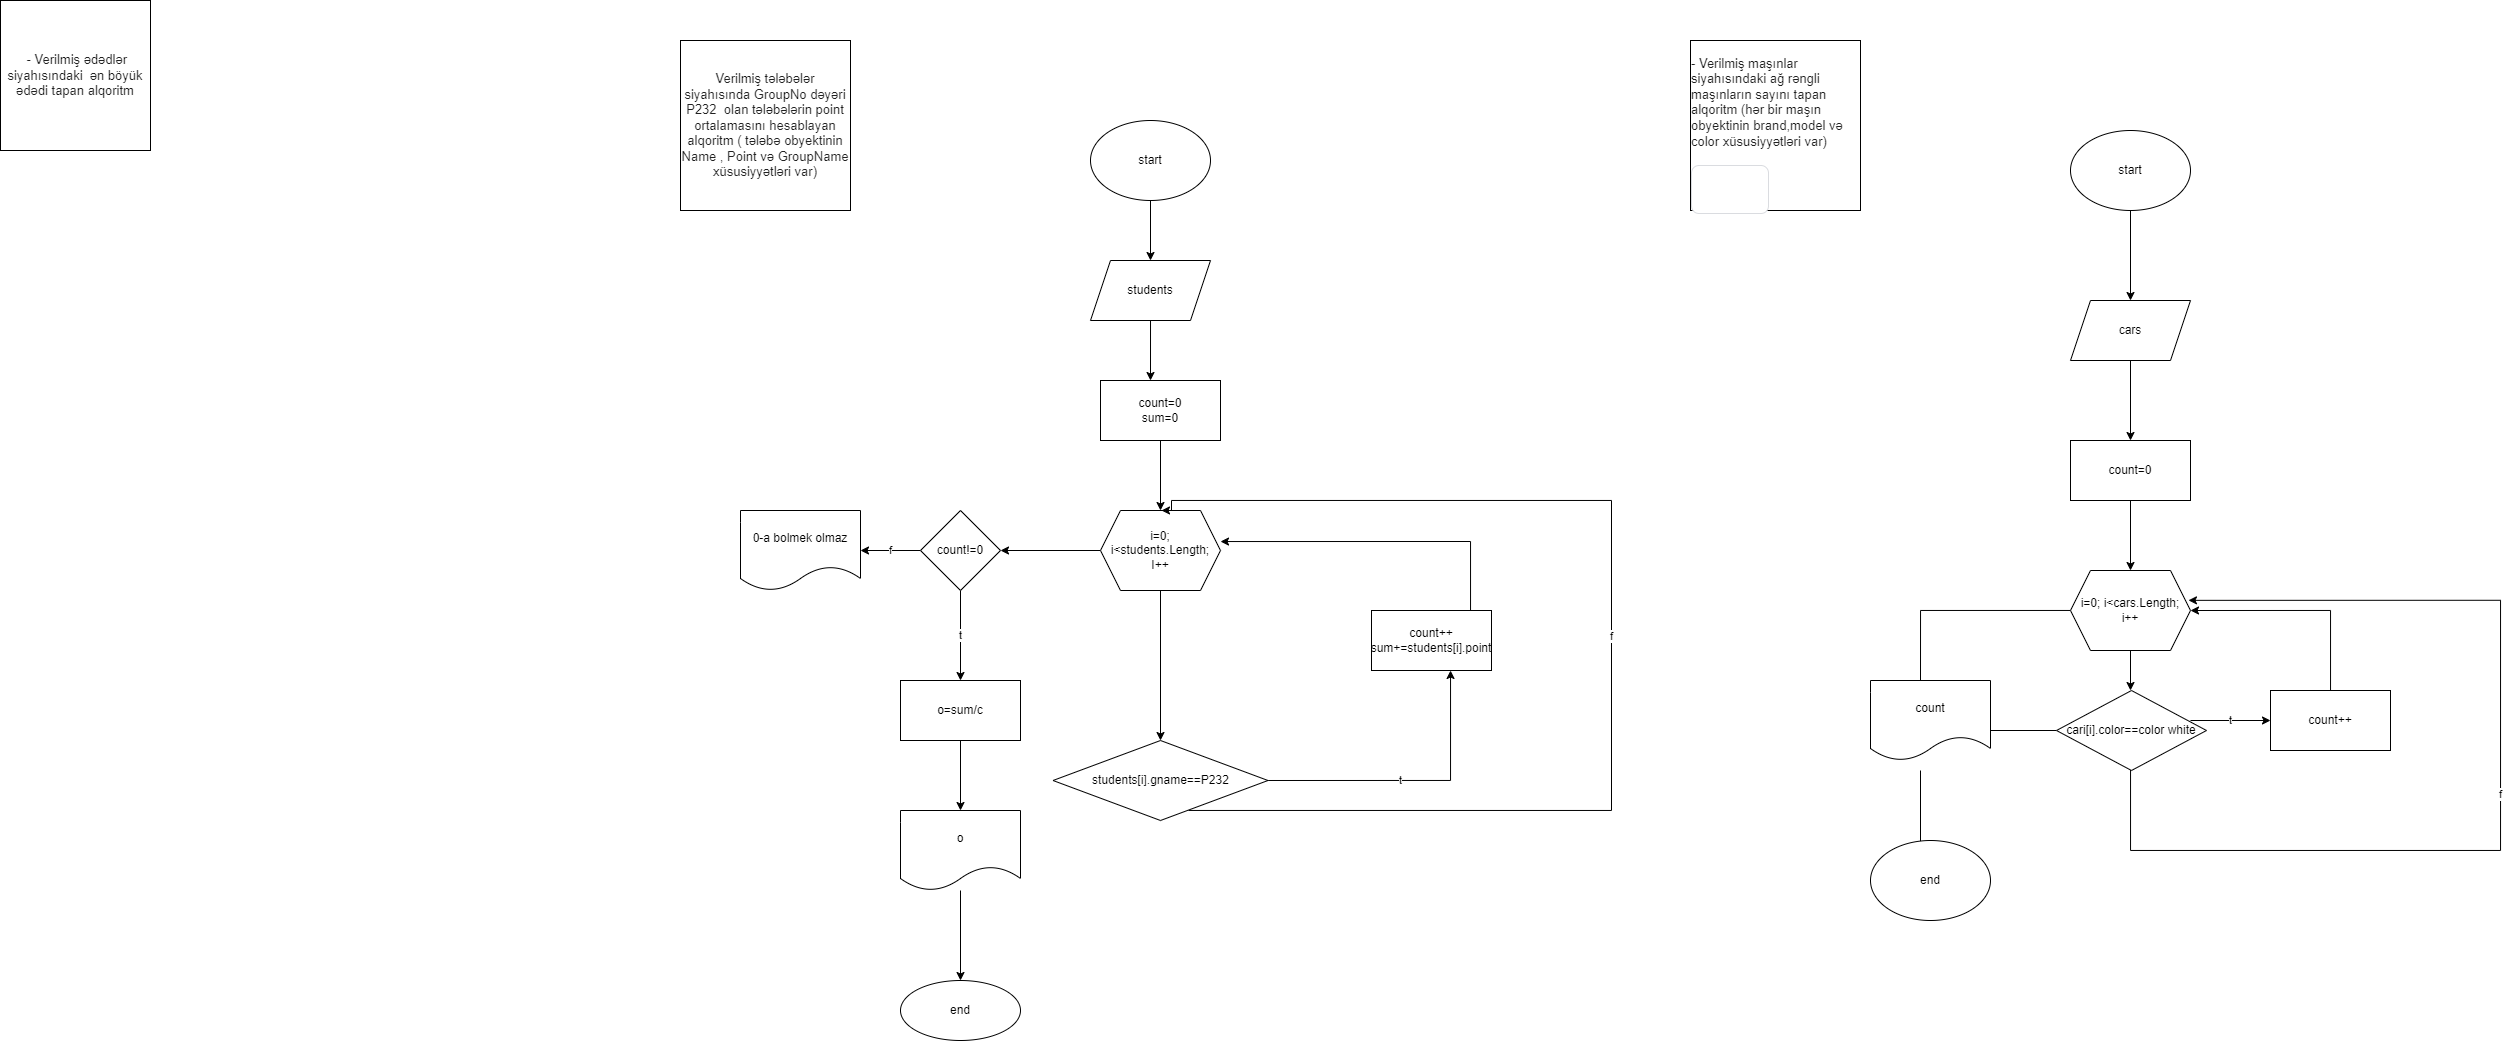 - Verilmiş ədədlər
siyahısındaki  ən böyük
ədədi tapan alqoritm
Verilmiş tələbələr
siyahısında GroupNo dəyəri
P232  olan tələbələrin point
ortalamasını hesablayan
alqoritm ( tələbə obyektinin
Name , Point və GroupName
xüsusiyyətləri var)
start
students
count=0
sum=0
i=0;
i<students.Length;
I++
count!=0
f
0-a bolmek olmaz
t
o=sum/c
o
end
students[i].gname==P232
t
count++
sum+=students[i].point
f
- Verilmiş maşınlar
siyahısındaki ağ rəngli
maşınların sayını tapan
alqoritm (hər bir maşın
obyektinin brand,model və
color xüsusiyyətləri var)
start
cars
count=0
i=0; i<cars.Length;
i++
cari[i].color==color white
t
count++
f
count
end